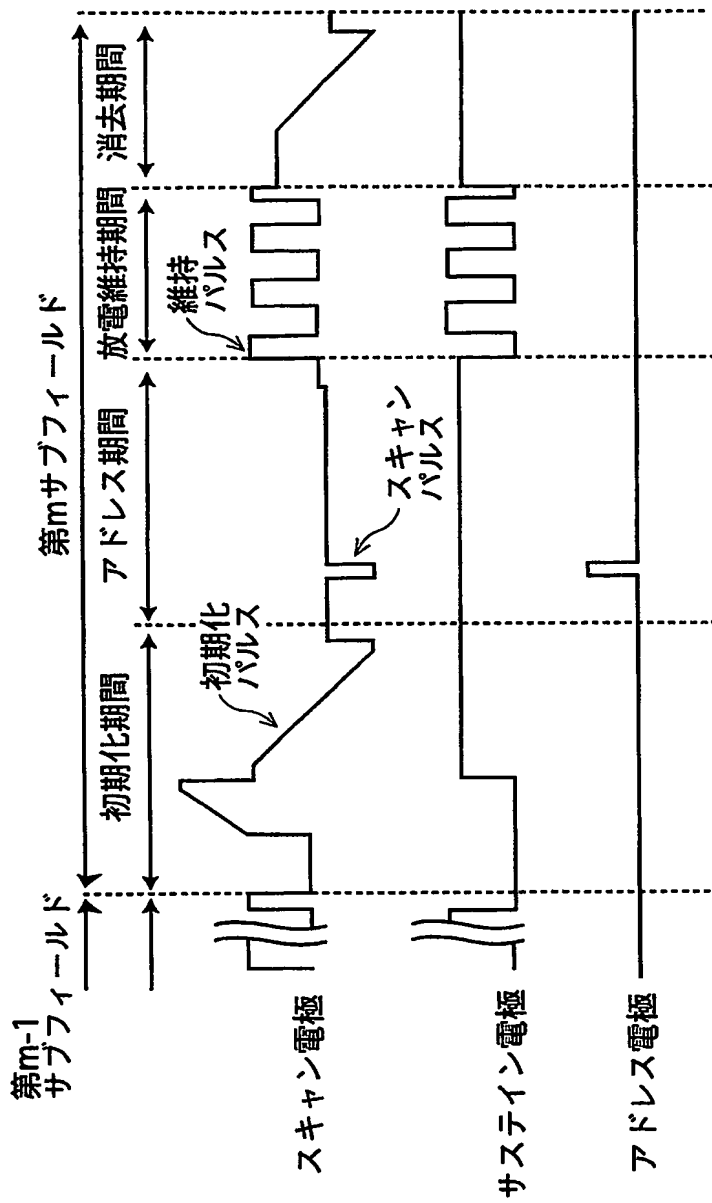 第m-1
サブフィールド
第mサブフィールド
初期化期間
アドレス期間
放電維持期間
消去期間
初期化
パルス
スキャン
パルス
維持
パルス
スキャン電極
サステイン電極
アドレス電極